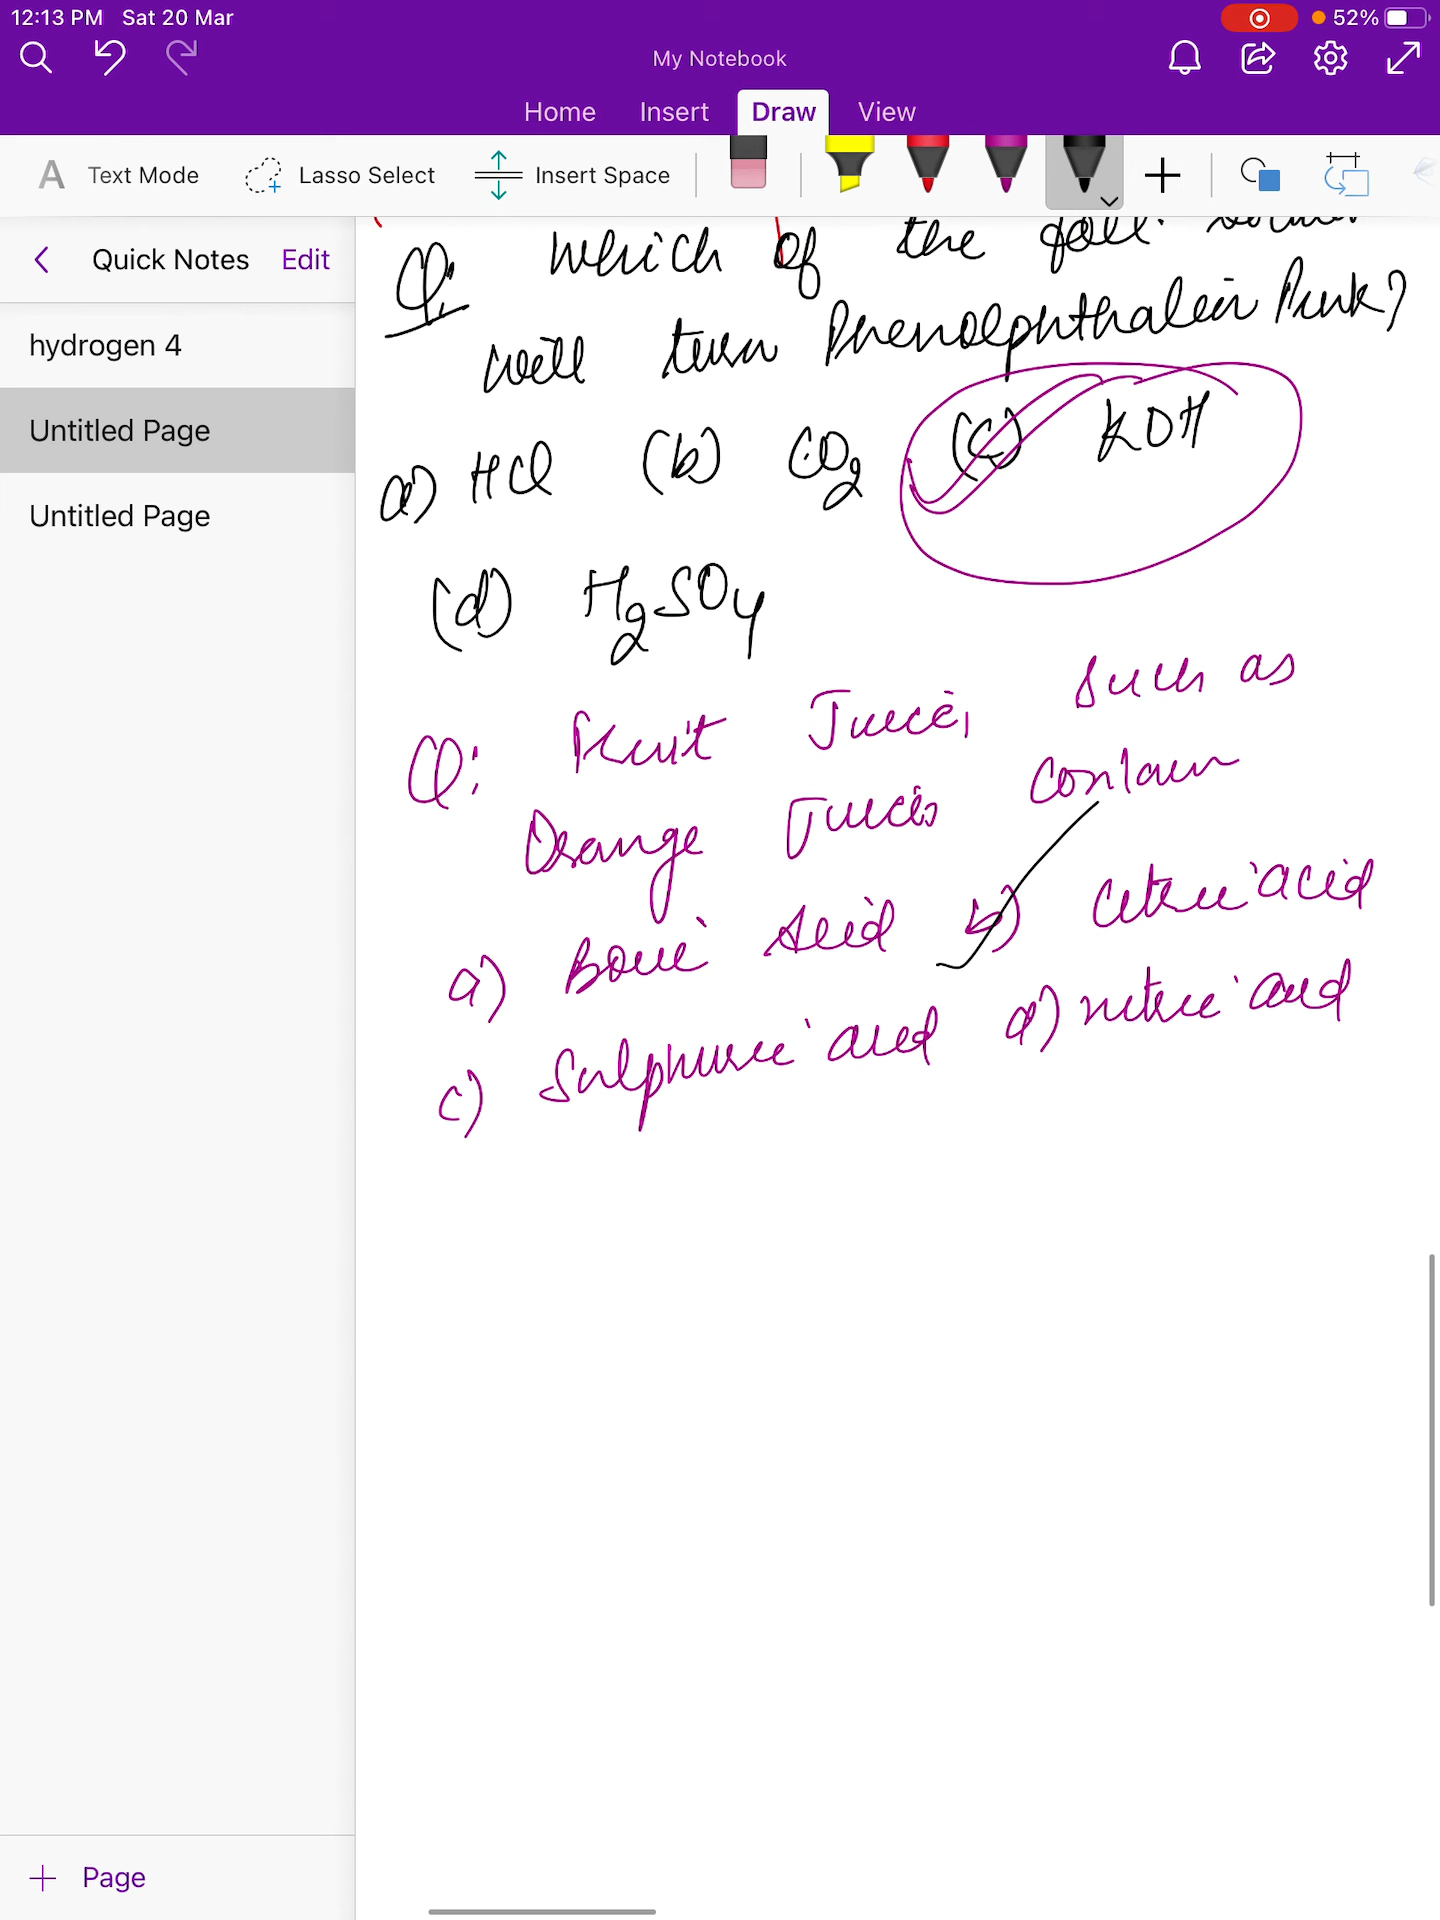 12:13 PM Sat 20 Mar
52%
My Notebook
Home Insert Draw View
A Text Mode Lasso Select Insert Space
Quick Notes Edit
hydrogen 4
Untitled Page
Untitled Page
Q: Which of the foll.
will turn Phenolphthalein Pink?
a) HCl (b) CO2 (c) KOH
(d) H2SO4
Q: Fruit Juice, Such as
Orange Juices Contain
a) Boric Acid b) Citric acid
c) Sulphuric acid d) nitric acid
Page